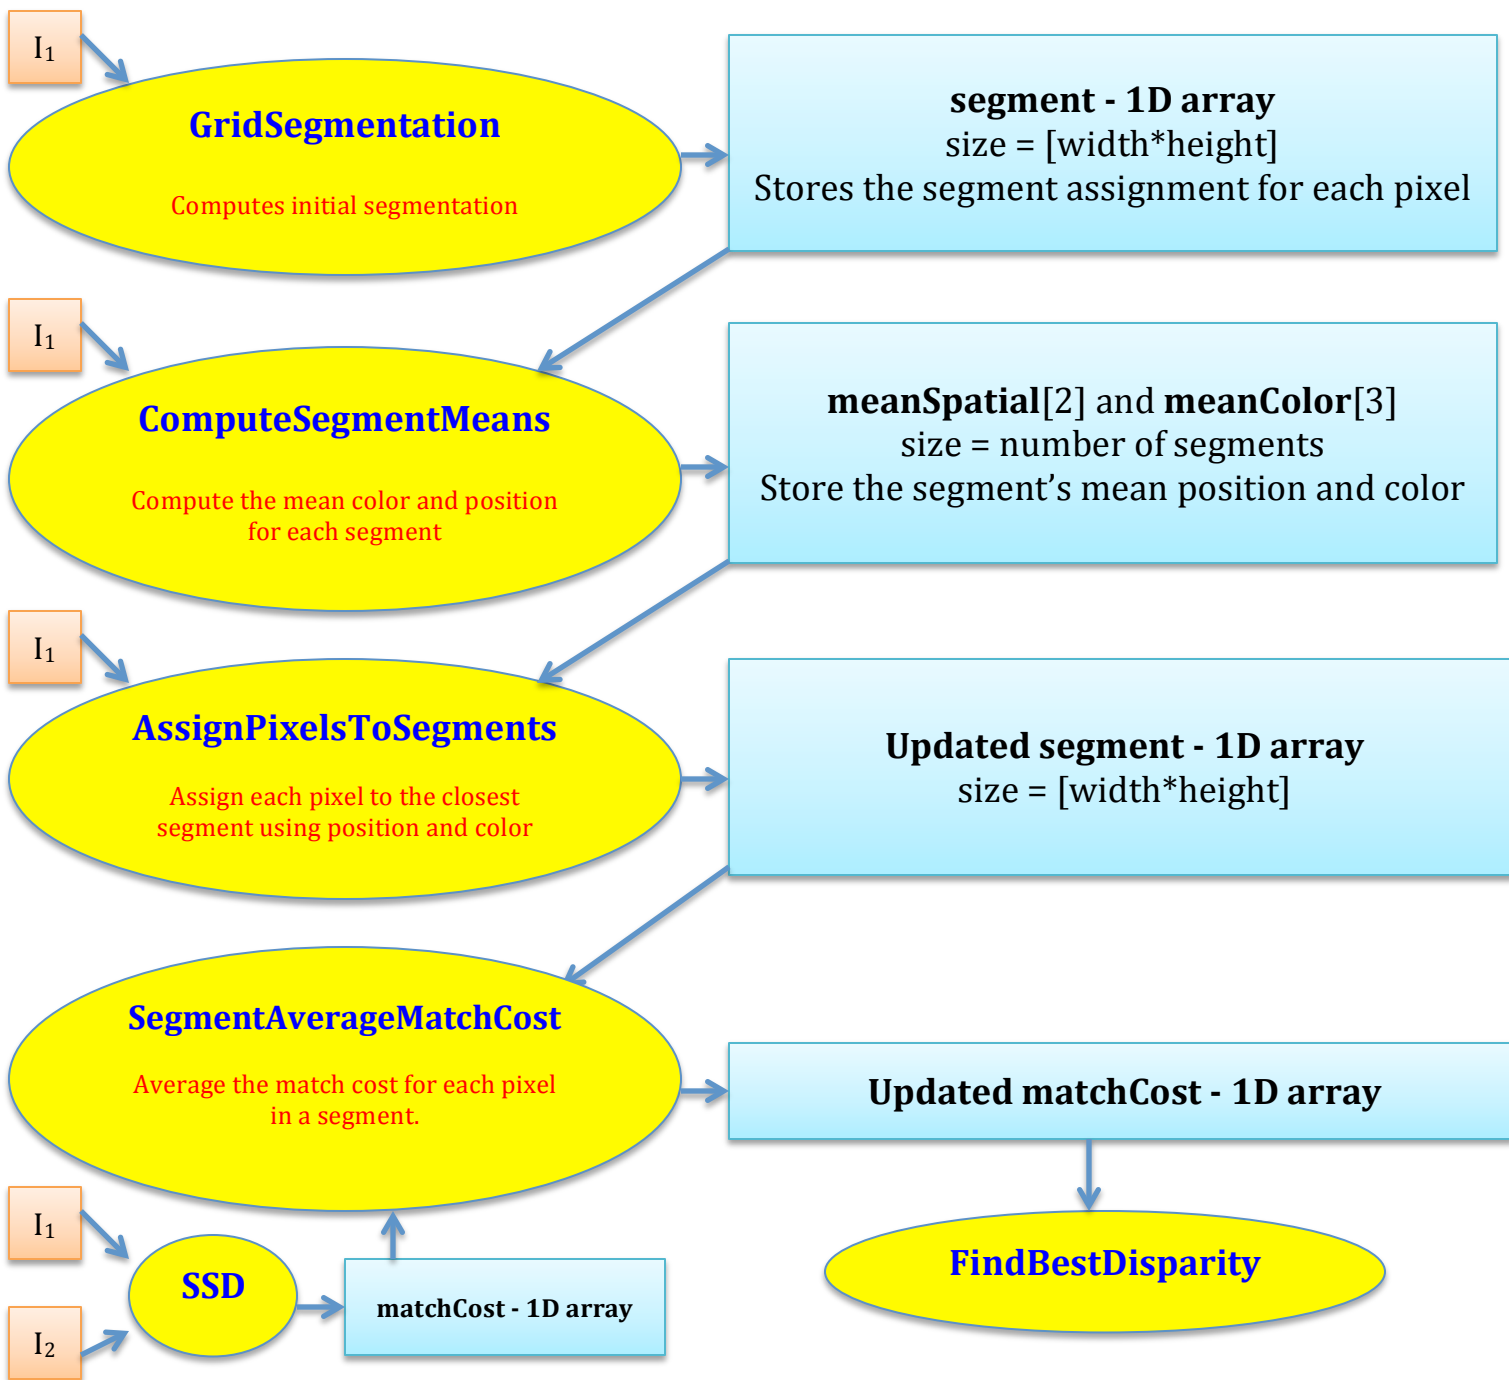 I₁
GridSegmentation
Computes initial segmentation
segment - 1D array
size = [width*height]
Stores the segment assignment for each pixel
I₁
ComputeSegmentMeans
Compute the mean color and position
for each segment
meanSpatial[2] and meanColor[3]
size = number of segments
Store the segment’s mean position and color
I₁
AssignPixelsToSegments
Assign each pixel to the closest
segment using position and color
Updated segment - 1D array
size = [width*height]
SegmentAverageMatchCost
Average the match cost for each pixel
in a segment.
Updated matchCost - 1D array
I₁
I₂
SSD
matchCost - 1D array
FindBestDisparity